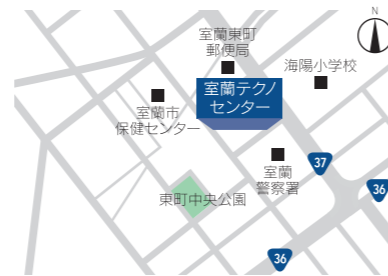 N
室蘭東町
郵便局
海陽小学校
室蘭テクノ
センター
室蘭市
保健センター
室蘭
警察署
37
東町中央公園
36
36